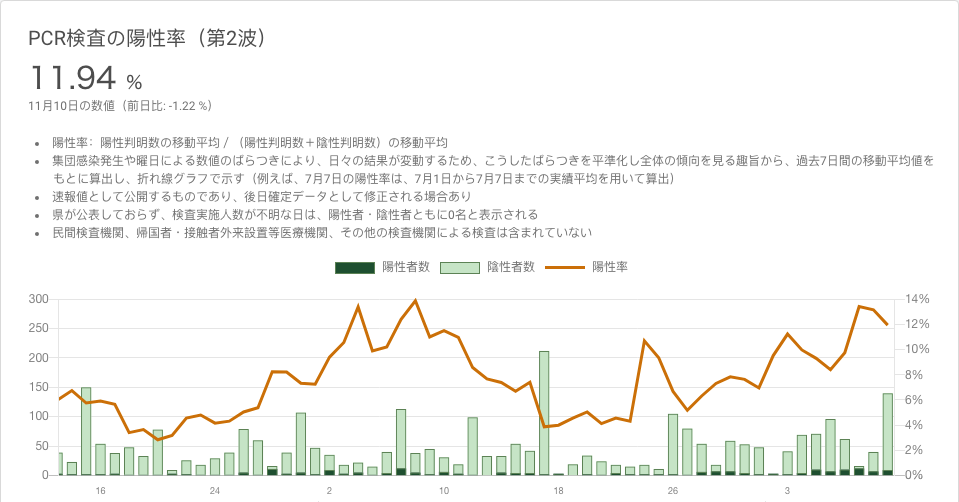 PCR検査の陽性率（第2波）
11.94 %
11月10日の数値（前日比: -1.22 %）
• 陽性率：陽性判明数の移動平均 / （陽性判明数＋陰性判明数）の移動平均
• 集団感染発生や曜日による数値のばらつきにより、日々の結果が変動するため、こうしたばらつきを平準化し全体の傾向を見る趣旨から、過去7日間の移動平均値を
もとに算出し、折れ線グラフで示す（例えば、7月7日の陽性率は、7月1日から7月7日までの実績平均を用いて算出）
• 速報値として公開するものであり、後日確定データとして修正される場合あり
• 県が公表しておらず、検査実施人数が不明な日は、陽性者・陰性者ともに0名と表示される
• 民間検査機関、帰国者・接触者外来設置等医療機関、その他の検査機関による検査は含まれていない
陽性者数 陰性者数 陽性率
300 14%
250 12%
200 10%
150 8%
100 6%
50 4%
0 2%
0%
16 24 2 10 18 26 3